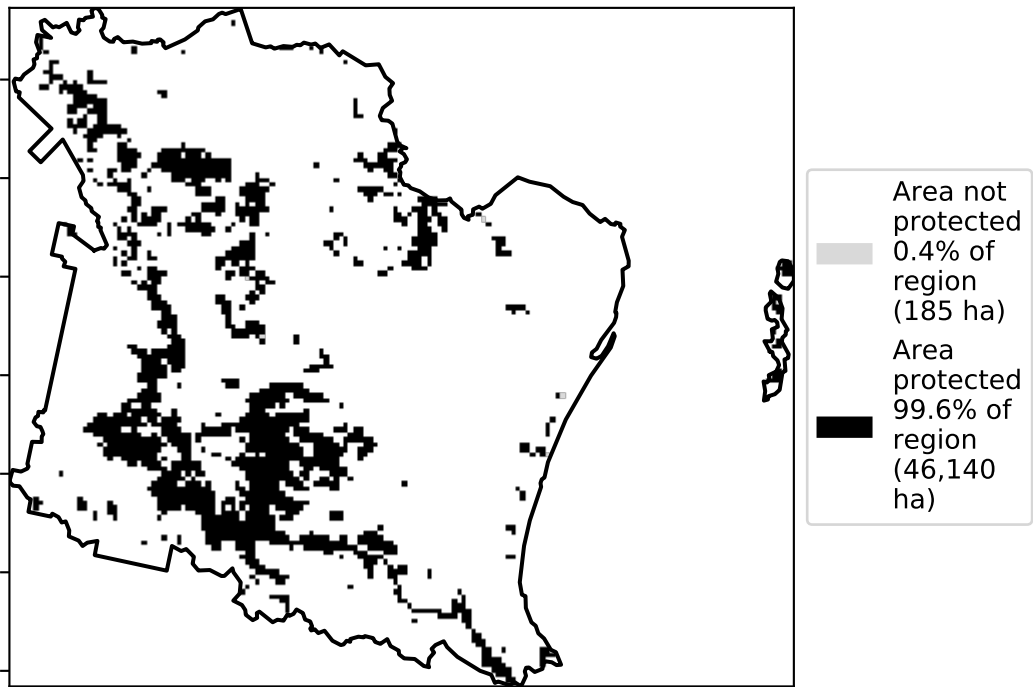 Area not
protected
0.4% of
region
(185 ha)
Area
protected
99.6% of
region
(46,140
ha)